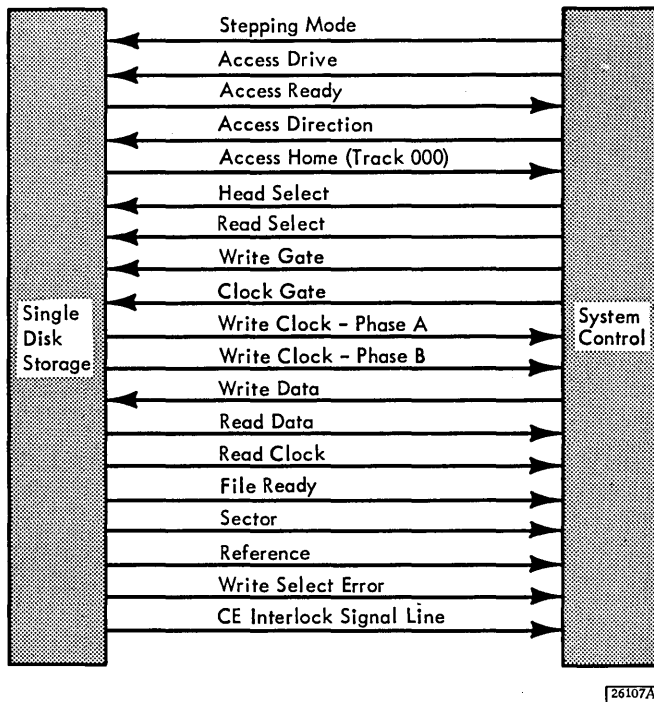 Stepping Mode
Access Drive
Access Ready
Access Direction
Access Home (Track 000)
Head Select
Read Select
Write Gate
Clock Gate
Single
Disk
Storage
System
Control
Write Clock - Phase A
Write Clock - Phase B
Write Data
Read Data
Read Clock
File Ready
Sector
Reference
Write Select Error
CE Interlock Signal Line
26107A